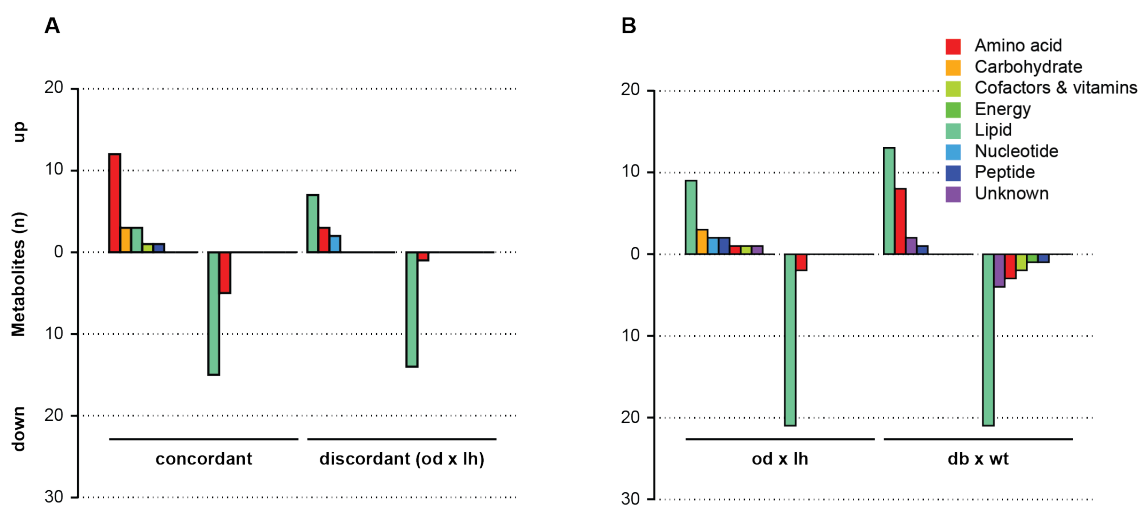 A
20
10
0
10
20
30
up
Metabolites (n)
down
concordant
discordant (od x lh)
B
Amino acid
Carbohydrate
Cofactors & vitamins
Energy
Lipid
Nucleotide
Peptide
Unknown
20
10
0
10
20
30
od x lh
db x wt